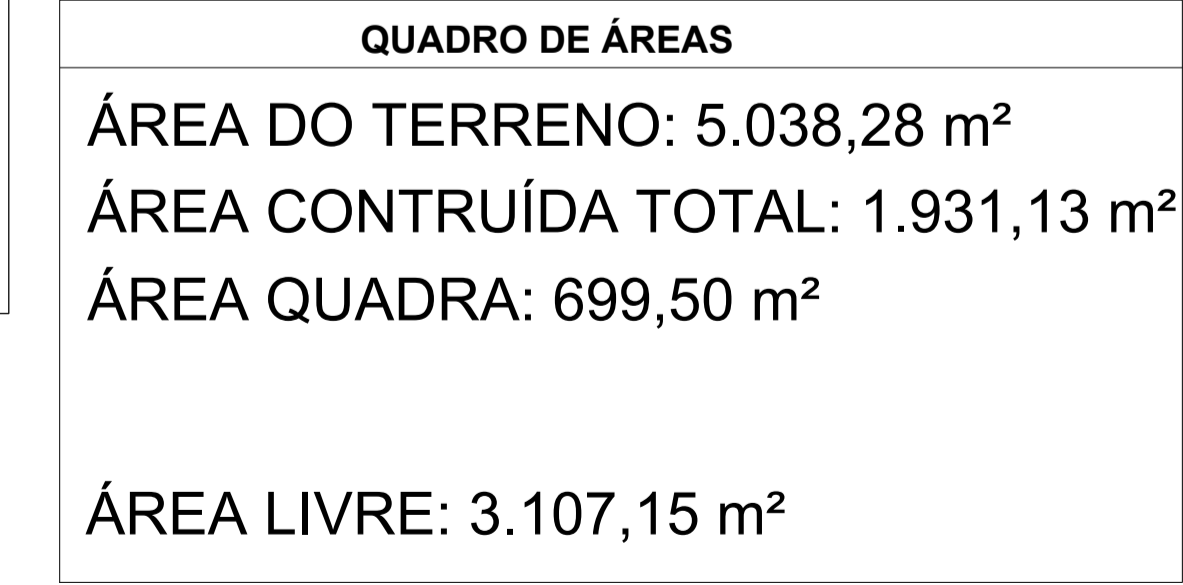 QUADRO DE ÁREAS
ÁREA DO TERRENO: 5.038,28 m²
ÁREA CONTRUÍDA TOTAL: 1.931,13 m²
ÁREA QUADRA: 699,50 m²
ÁREA LIVRE: 3.107,15 m²